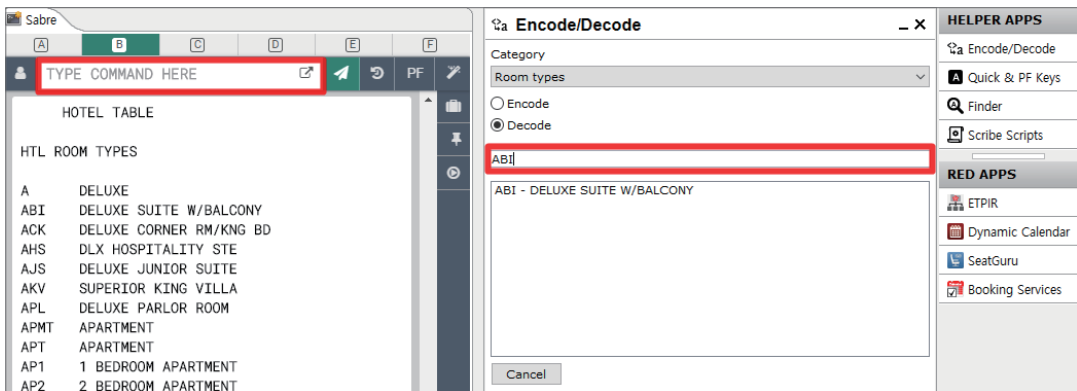 Sabre
A B C D E F
TYPE COMMAND HERE PF
HOTEL TABLE
HTL ROOM TYPES
A DELUXE
ABI DELUXE SUITE W/BALCONY
ACK DELUXE CORNER RM/KNG BD
AHS DLX HOSPITALITY STE
AJS DELUXE JUNIOR SUITE
AKV SUPERIOR KING VILLA
APL DELUXE PARLOR ROOM
APMT APARTMENT
APT APARTMENT
AP1 1 BEDROOM APARTMENT
AP2 2 BEDROOM APARTMENT
Encode/Decode
Category
Room types
Encode
Decode
ABI
ABI - DELUXE SUITE W/BALCONY
Cancel
HELPER APPS
Encode/Decode
A Quick & PF Keys
Finder
Scribe Scripts
RED APPS
ETPIR
Dynamic Calendar
SeatGuru
Booking Services